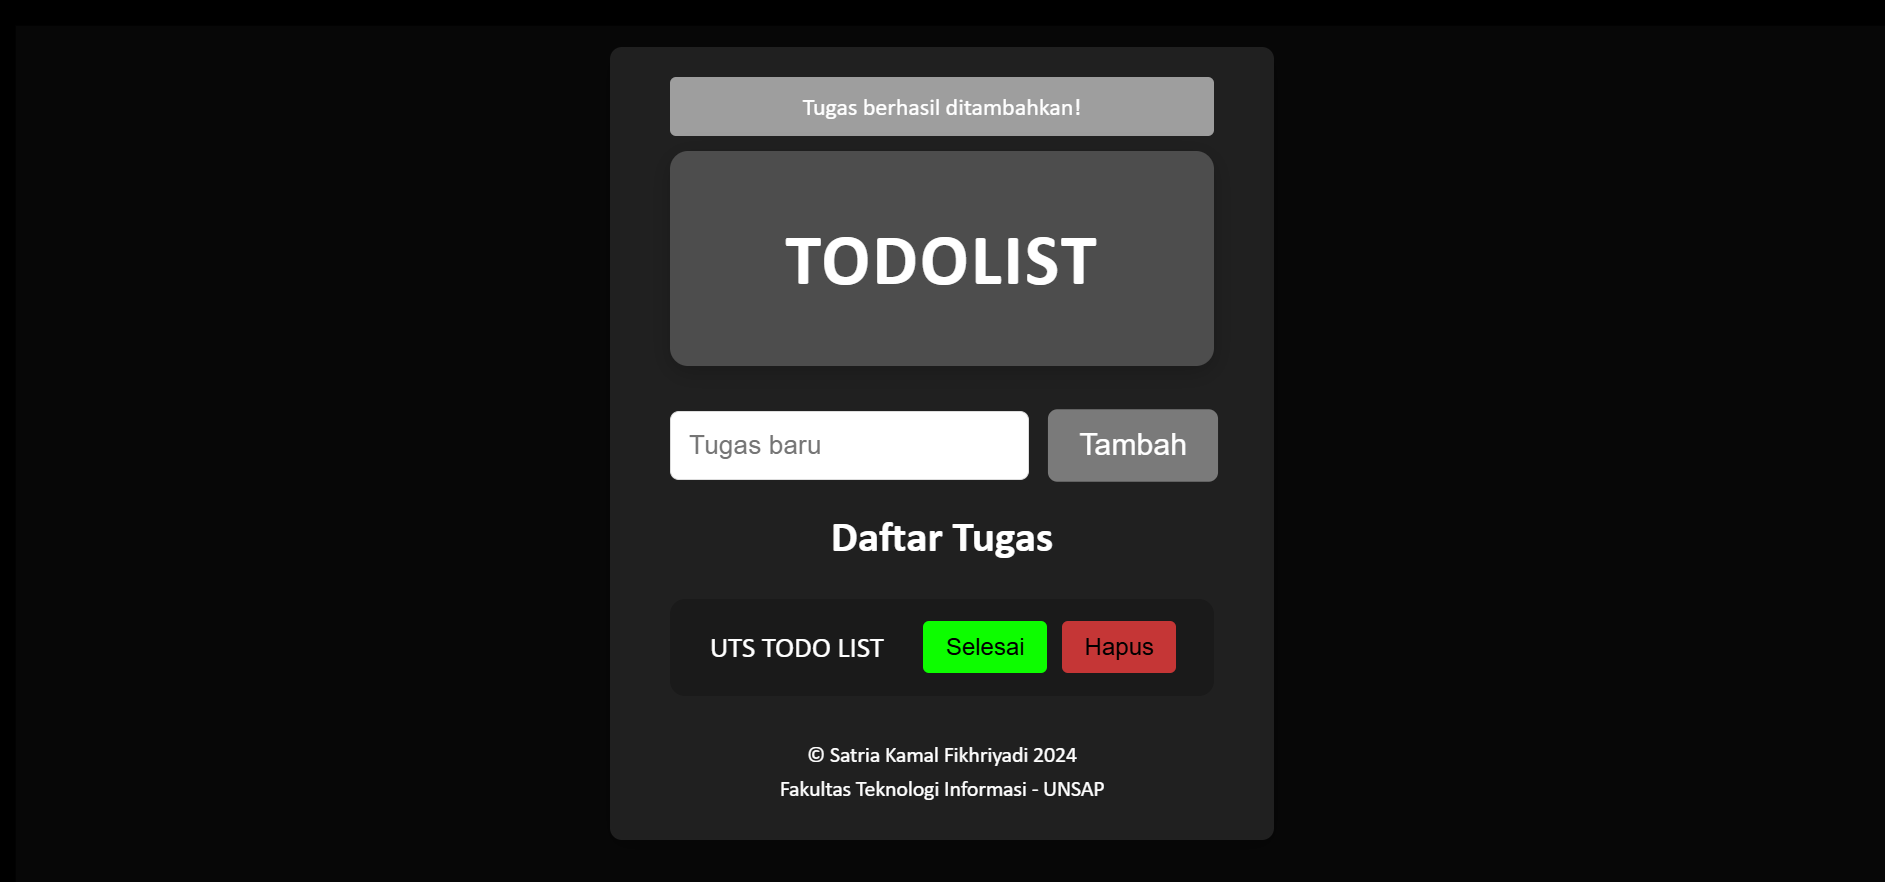 Tugas berhasil ditambahkan!
TODOLIST
Tugas baru
Tambah
Daftar Tugas
UTS TODO LIST
Selesai
Hapus
© Satria Kamal Fikhriyadi 2024
Fakultas Teknologi Informasi - UNSAP